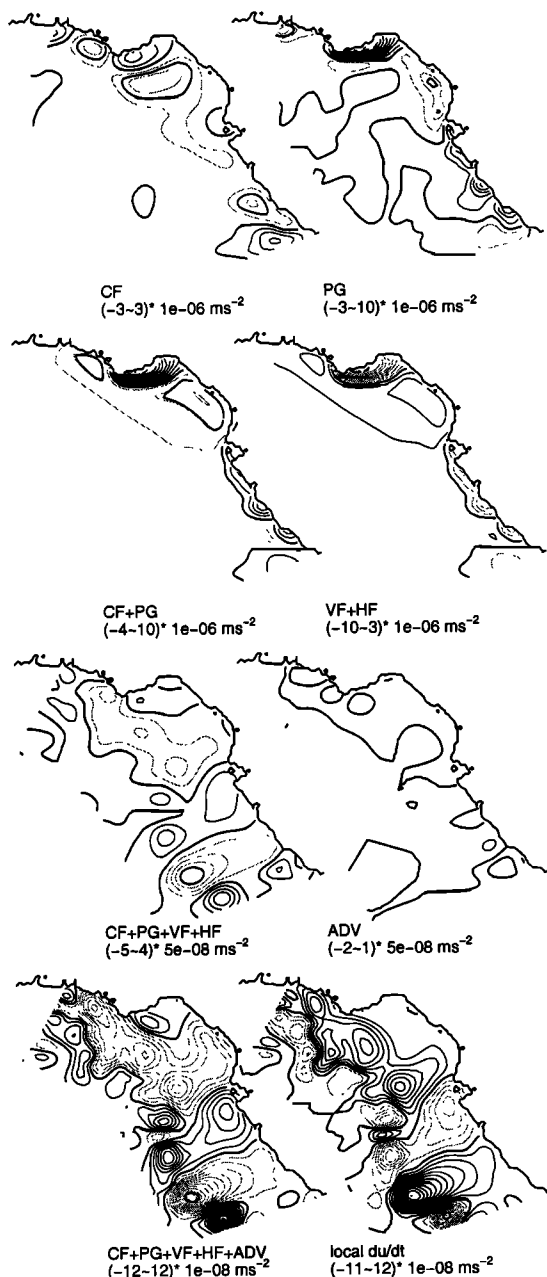 CF
(−3~3)* 1e−06 ms⁻²
PG
(−3~10)* 1e−06 ms⁻²
CF+PG
(−4~10)* 1e−06 ms⁻²
VF+HF
(−10~3)* 1e−06 ms⁻²
CF+PG+VF+HF
(−5~4)* 5e−08 ms⁻²
ADV
(−2~1)* 5e−08 ms⁻²
CF+PG+VF+HF+ADV
(−12~12)* 1e−08 ms⁻²
local du/dt
(−11~12)* 1e−08 ms⁻²